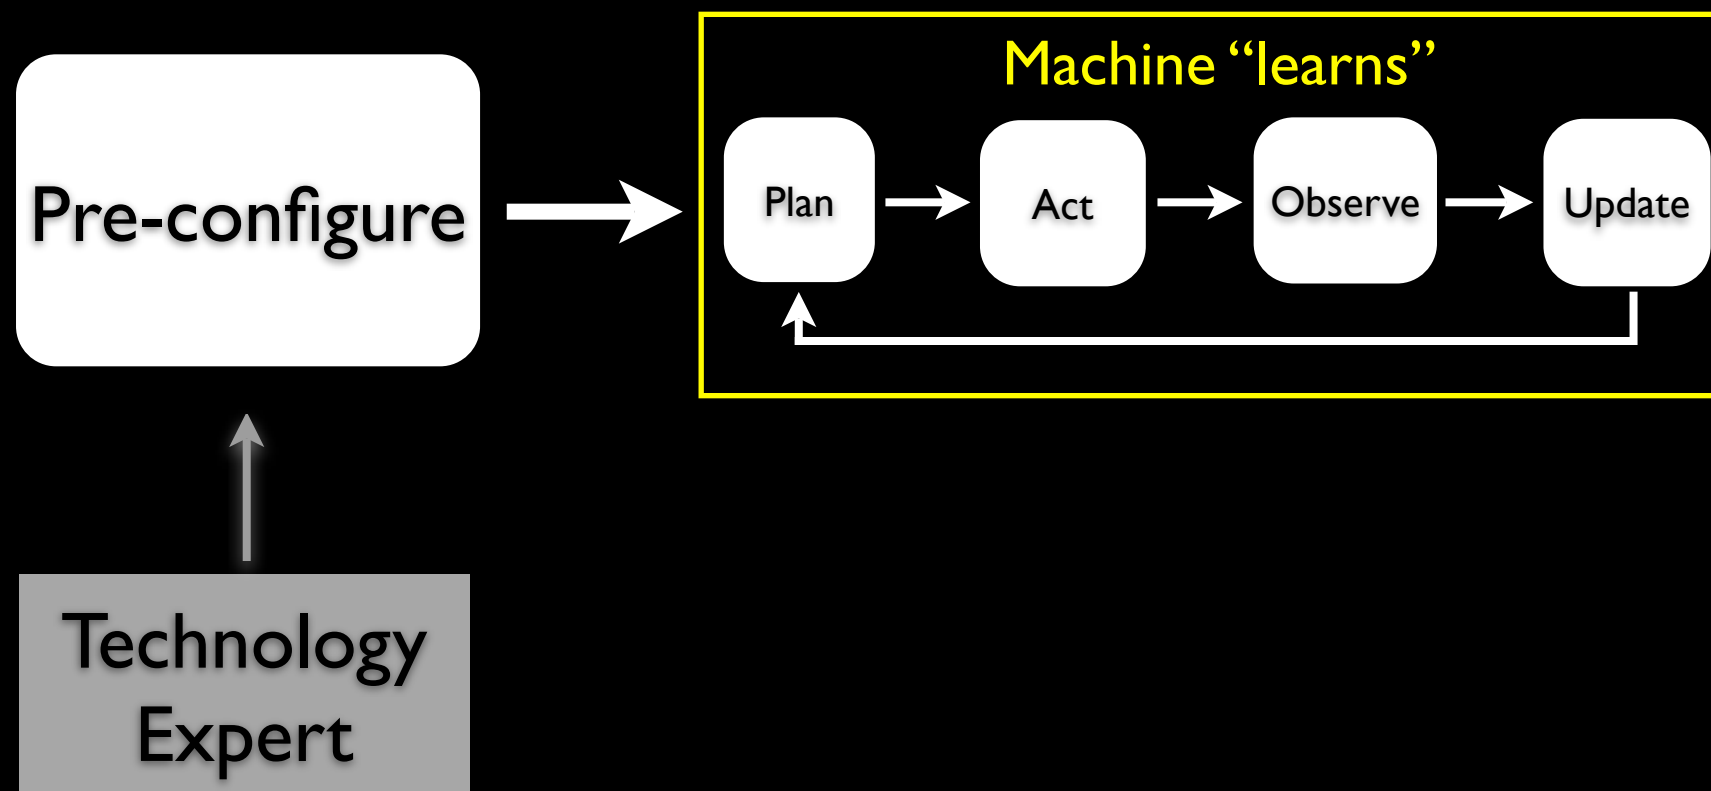 Machine “learns”
Pre-configure
Plan
Act
Observe
Update
Technology
Expert